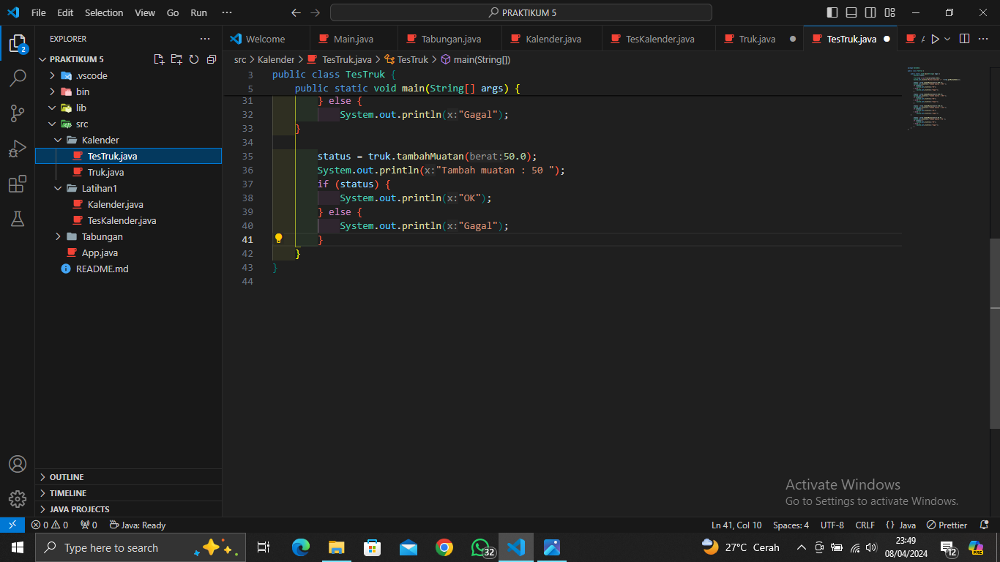 File Edit Selection View Go Run ··· PRAKTIKUM 5
EXPLORER ···
Welcome Main.java Tabungan.java Kalender.java TesKalender.java Truk.java TesTruk.java
PRAKTIKUM 5
src > Kalender > TesTruk.java > TesTruk > main(String[])
.vscode
bin
lib
src
Kalender
TesTruk.java
Truk.java
Latihan1
Kalender.java
TesKalender.java
Tabungan
App.java
README.md
2
3 public class TesTruk {
5 public static void main(String[] args) {
31 } else {
32 System.out.println(x:"Gagal");
33 }
34
35 status = truk.tambahMuatan(berat:50.0);
36 System.out.println(x:"Tambah muatan : 50 ");
37 if (status) {
38 System.out.println(x:"OK");
39 } else {
40 System.out.println(x:"Gagal");
41 }
42 }
43 }
44
OUTLINE
TIMELINE
JAVA PROJECTS
Activate Windows
Go to Settings to activate Windows.
0 0 0 Java: Ready Ln 41, Col 10 Spaces: 4 UTF-8 CRLF {} Java Prettier
Type here to search 32 27°C Cerah 23:49 12 PRE
08/04/2024